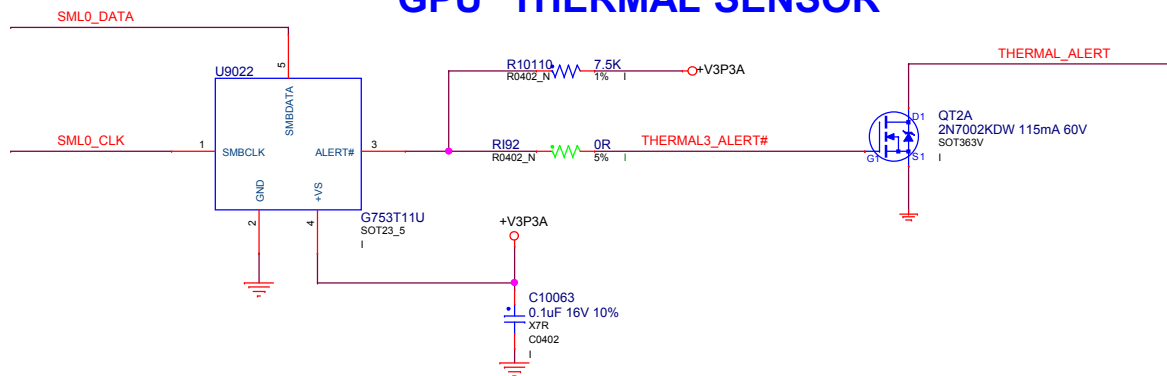 GPU THERMAL SENSOR
SML0_DATA
THERMAL_ALERT
U9022
5
SMBDATA
R10110
R0402_N
7.5K
1%
I
+V3P3A
QT2A
2N7002KDW 115mA 60V
SOT363V
I
D1
G1
S1
SML0_CLK
1
SMBCLK
ALERT#
3
RI92
R0402_N
0R
5%
I
THERMAL3_ALERT#
GND
+VS
2
4
G753T11U
SOT23_5
I
+V3P3A
C10063
0.1uF 16V 10%
X7R
C0402
I